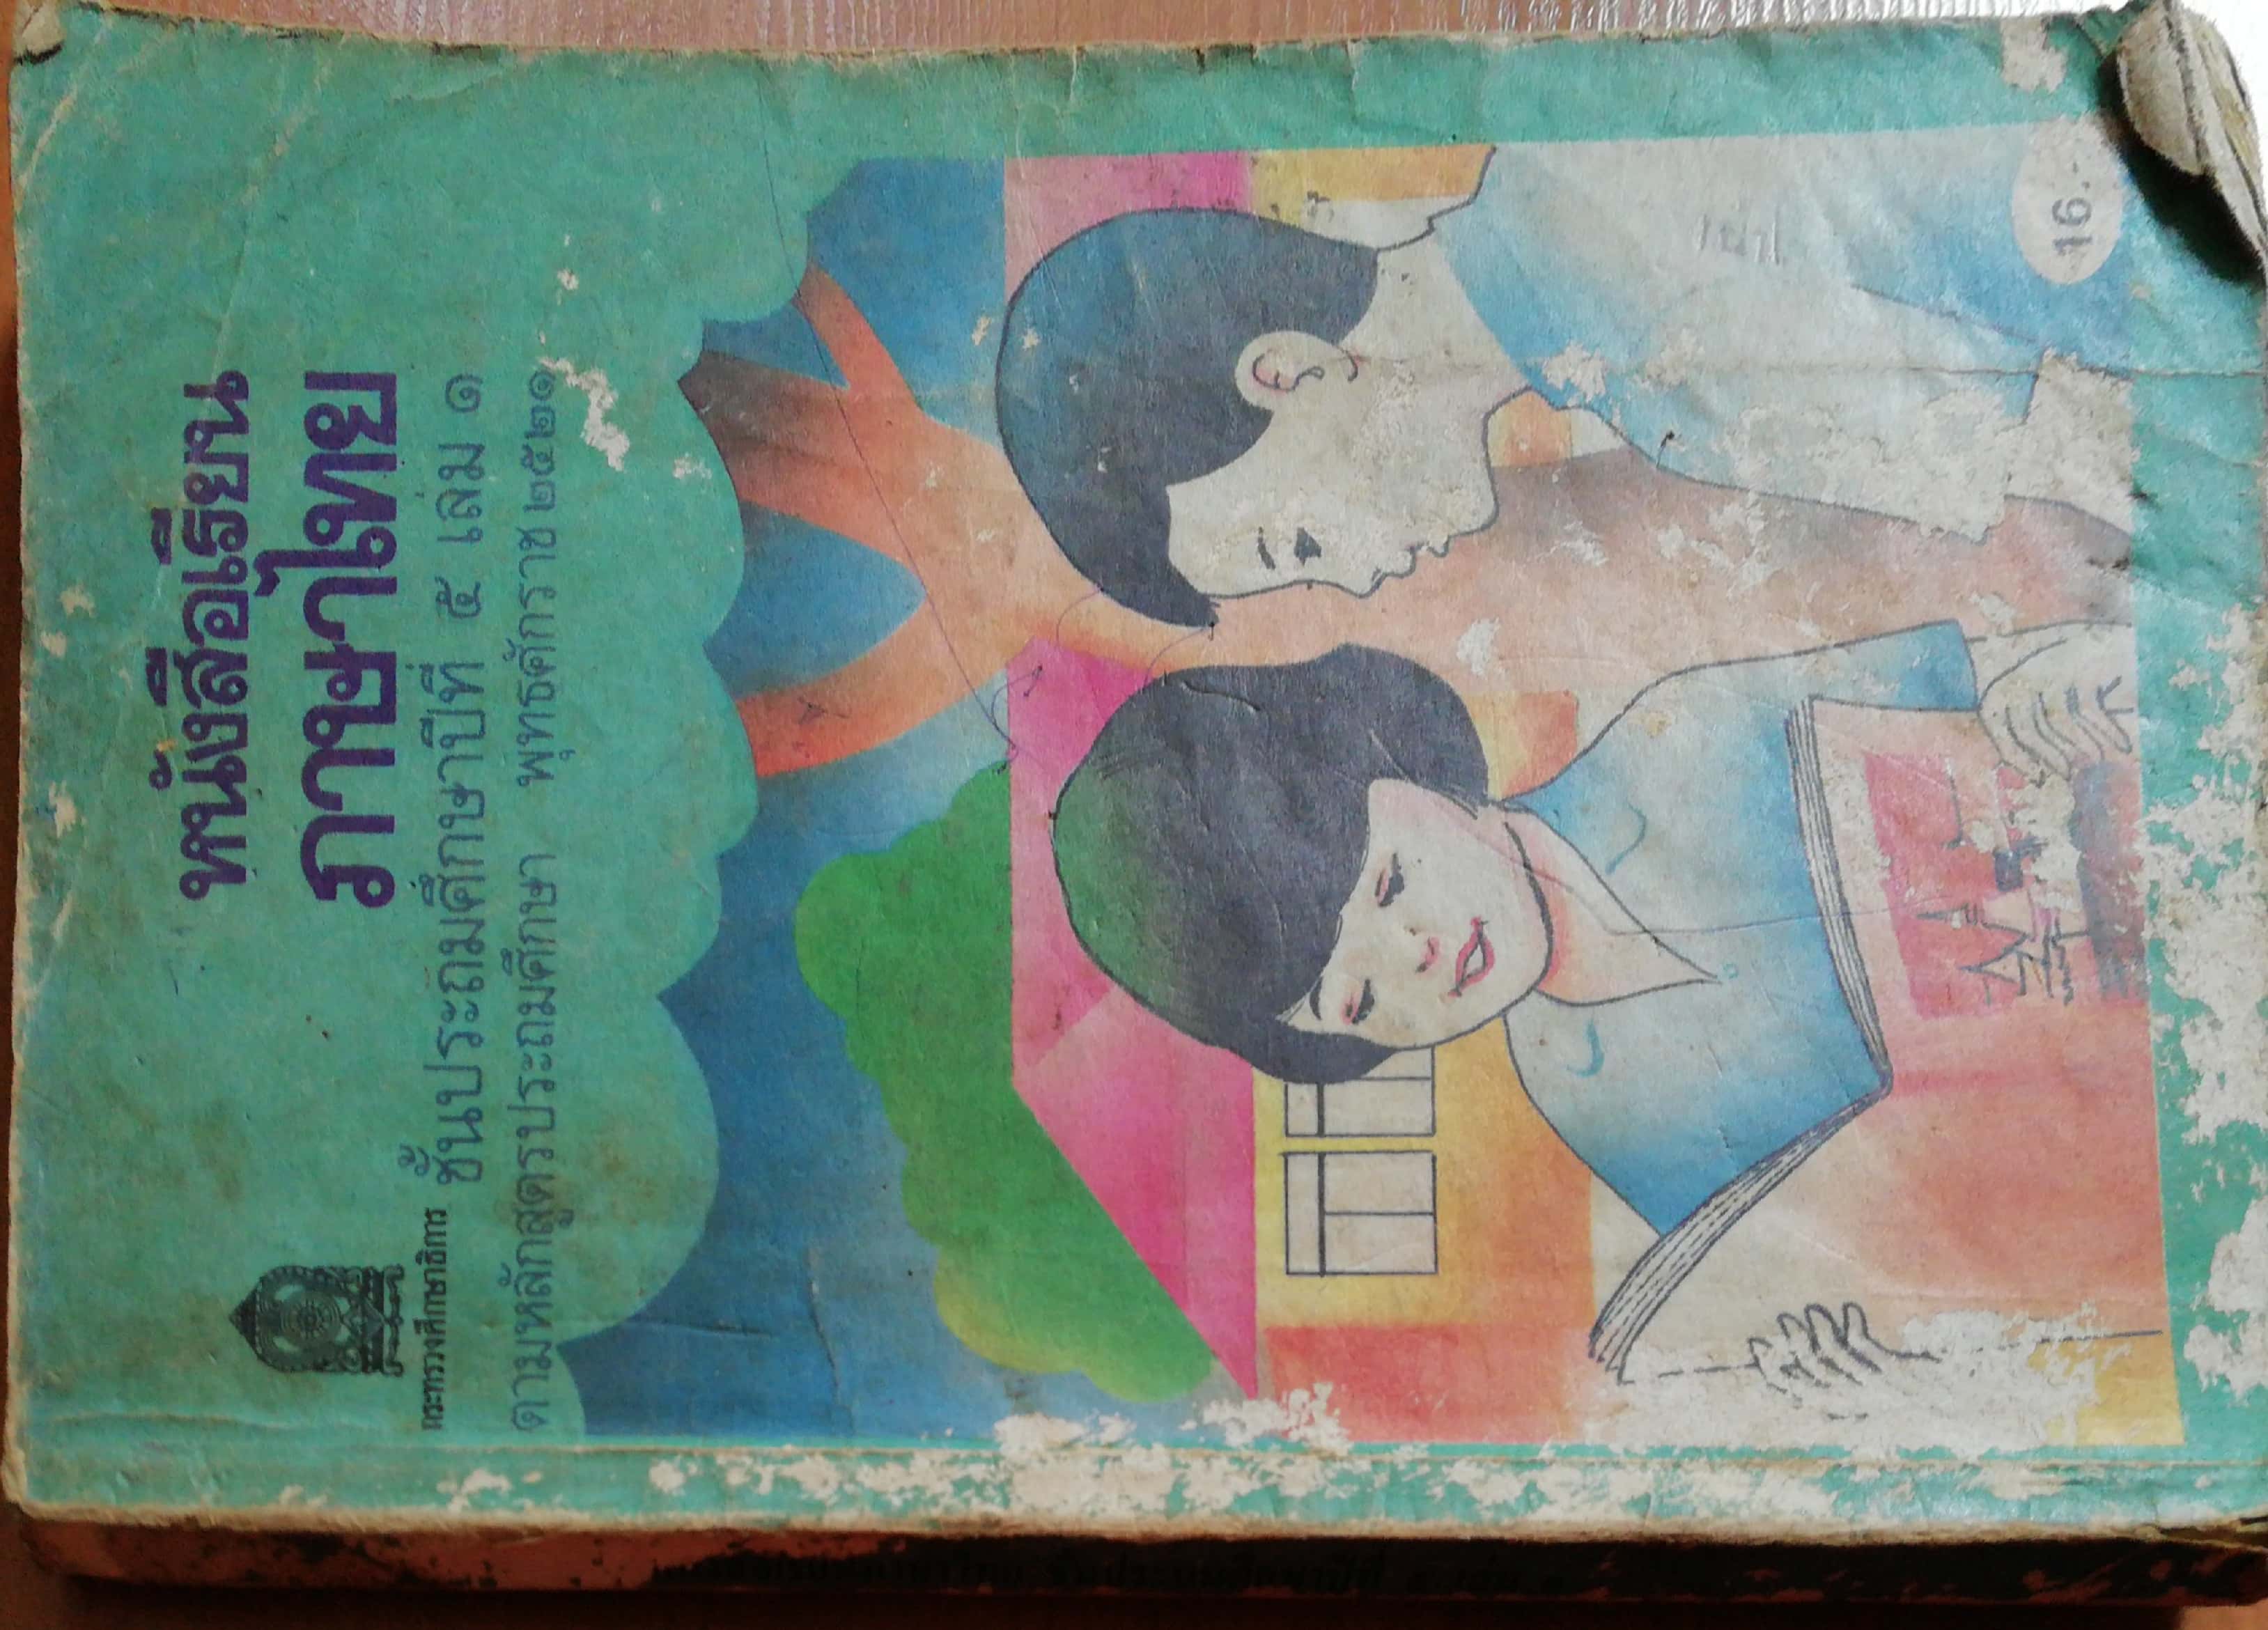 หนังสือเรียน
ภาษาไทย
กระทรวงศึกษาธิการ
ชั้นประถมศึกษาปีที่ ๕ เล่ม ๑
ตามหลักสูตรประถมศึกษา พุทธศักราช ๒๕๒๑
16.-